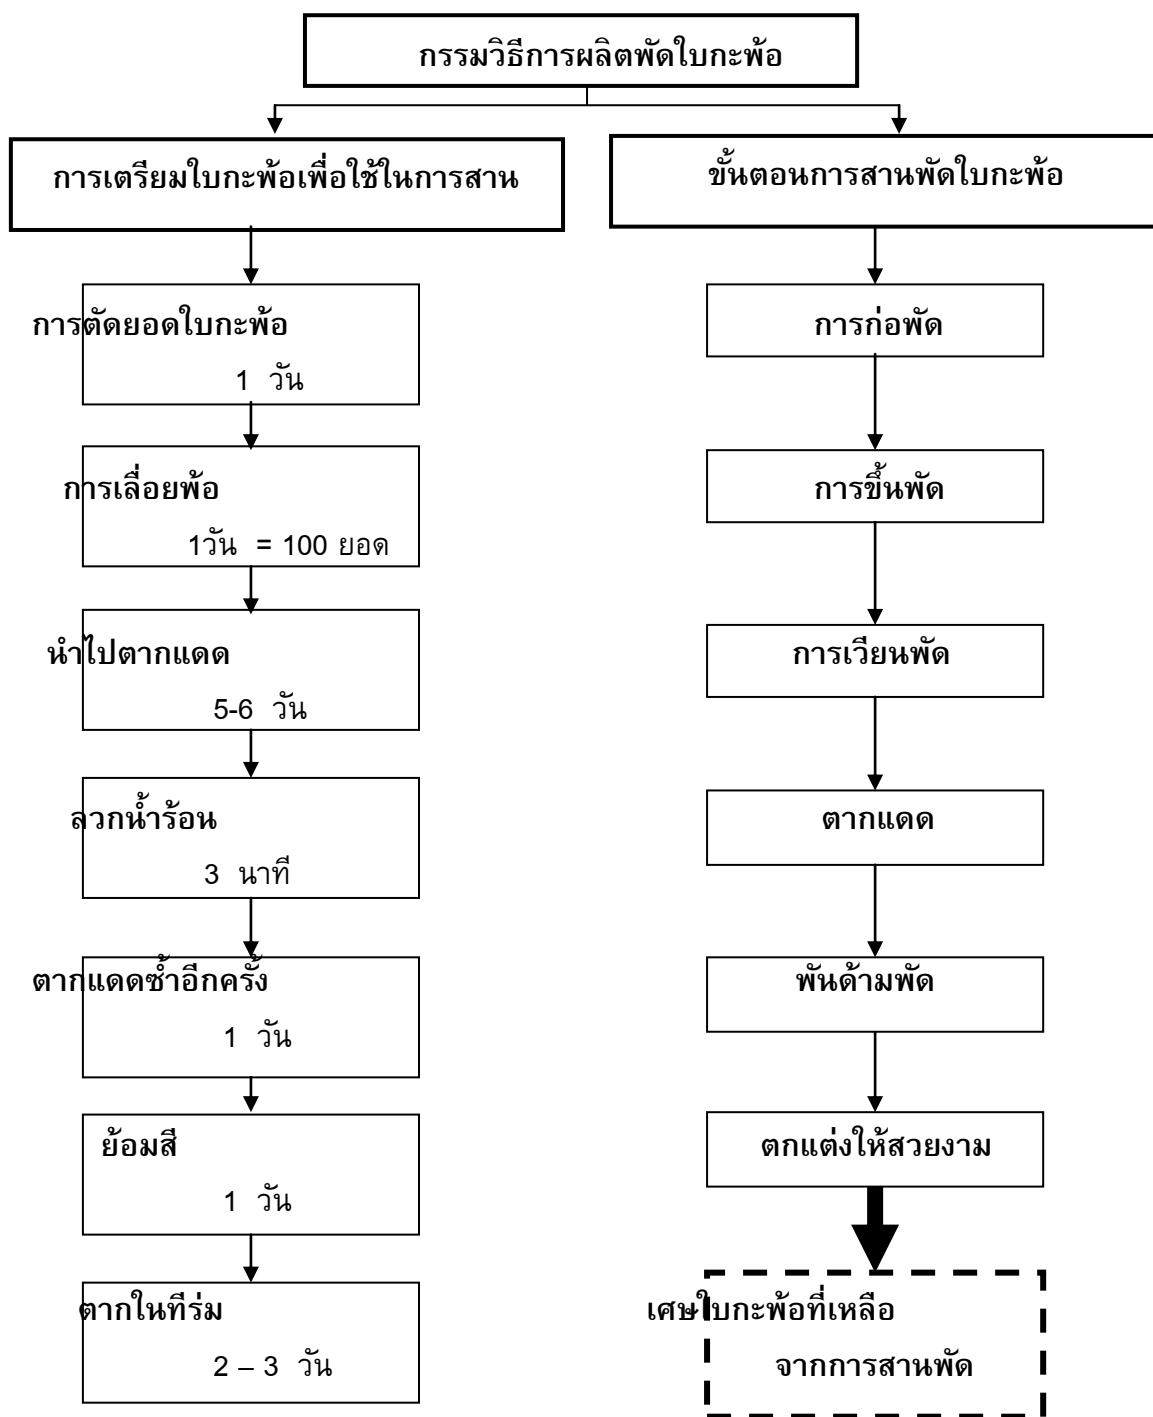 กรรมวิธีการผลิตพัดใบกะพ้อ
การเตรียมใบกะพ้อเพื่อใช้ในการสาน
การตัดยอดใบกะพ้อ
1 วัน
การเลื่อยพ้อ
1วัน = 100 ยอด
นำไปตากแดด
5-6 วัน
ลวกน้ำร้อน
3 นาที
ตากแดดซ้ำอีกครั้ง
1 วัน
ย้อมสี
1 วัน
ตากในทีร่ม
2 – 3 วัน
ขั้นตอนการสานพัดใบกะพ้อ
การก่อพัด
การขึ้นพัด
การเวียนพัด
ตากแดด
พันด้ามพัด
ตกแต่งให้สวยงาม
เศษใบกะพ้อที่เหลือ
จากการสานพัด